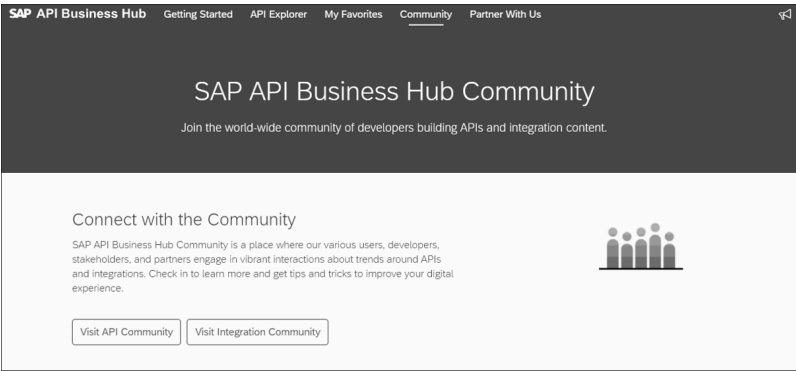 SAP API Business Hub Getting Started API Explorer My Favorites Community Partner With Us
SAP API Business Hub Community
Join the world-wide community of developers building APIs and integration content.
Connect with the Community
SAP API Business Hub Community is a place where our various users, developers,
stakeholders, and partners engage in vibrant interactions about trends around APIs
and integrations. Check in to learn more and get tips and tricks to improve your digital
experience.
Visit API Community Visit Integration Community